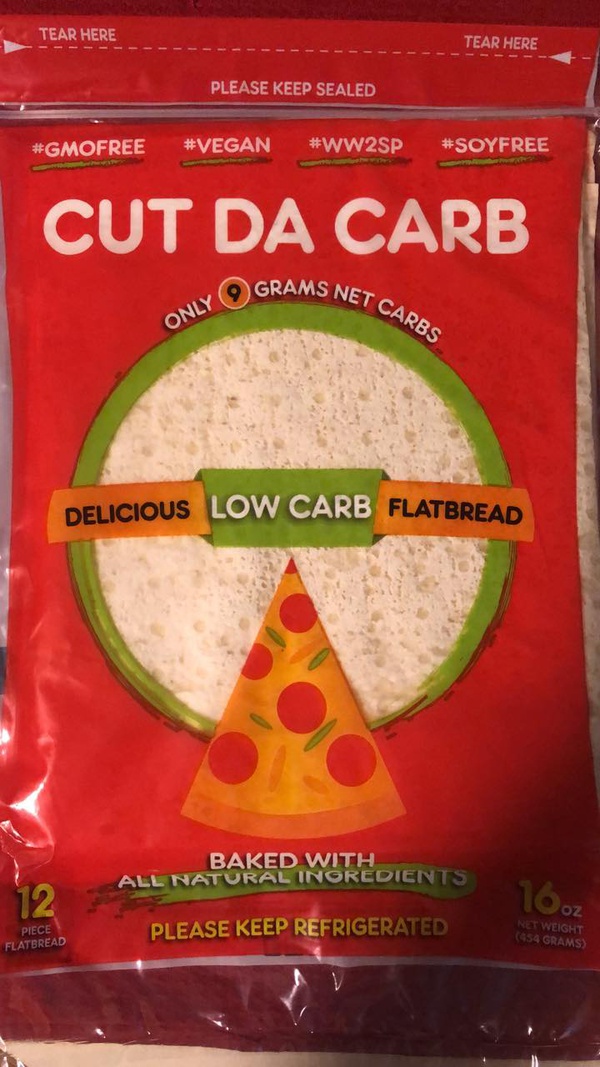 TEAR HERE TEAR HERE
PLEASE KEEP SEALED
#GMOFREE #VEGAN #WW2SP #SOYFREE
CUT DA CARB
ONLY 9 GRAMS NET CARBS
DELICIOUS LOW CARB FLATBREAD
BAKED WITH
ALL NATURAL INGREDIENTS
PLEASE KEEP REFRIGERATED
12
PIECE
FLATBREAD
16 OZ
NET WEIGHT
(454 GRAMS)